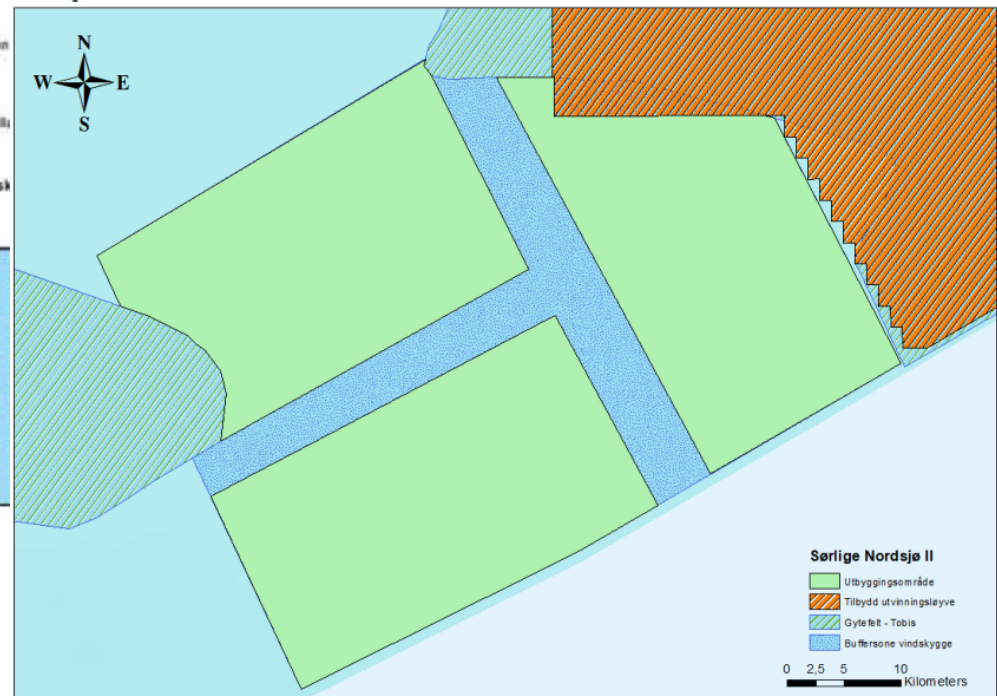 N
W E
S
Sørlige Nordsjø II
Utbyggingsområde
Tilbydd utvinningsløyve
Gytefelt - Tobis
Buffersone vindskygge
0 2,5 5 10
Kilometers